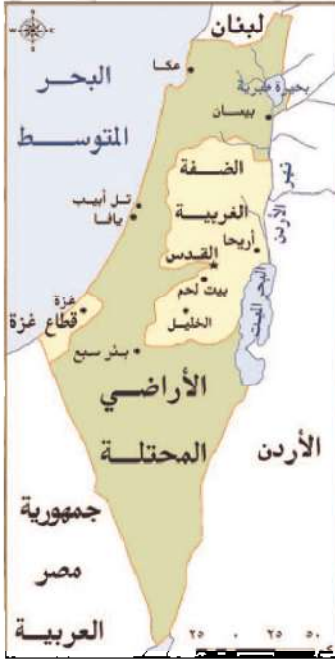 لبنان
عكا
البحر
المتوسط
بحيرة طبرية
بيسان
الضفة
الغربية
نهر
الأردن
تل أبيب
يافا
أريحا
القدس
بيت لحم
الخليل
البحر الميت
غزة
قطاع غزة
بئر سبع
الأراضي
المحتلة
الأردن
جمهورية
مصر
العربية
٢٥ ٠ ٢٥ ٥٠